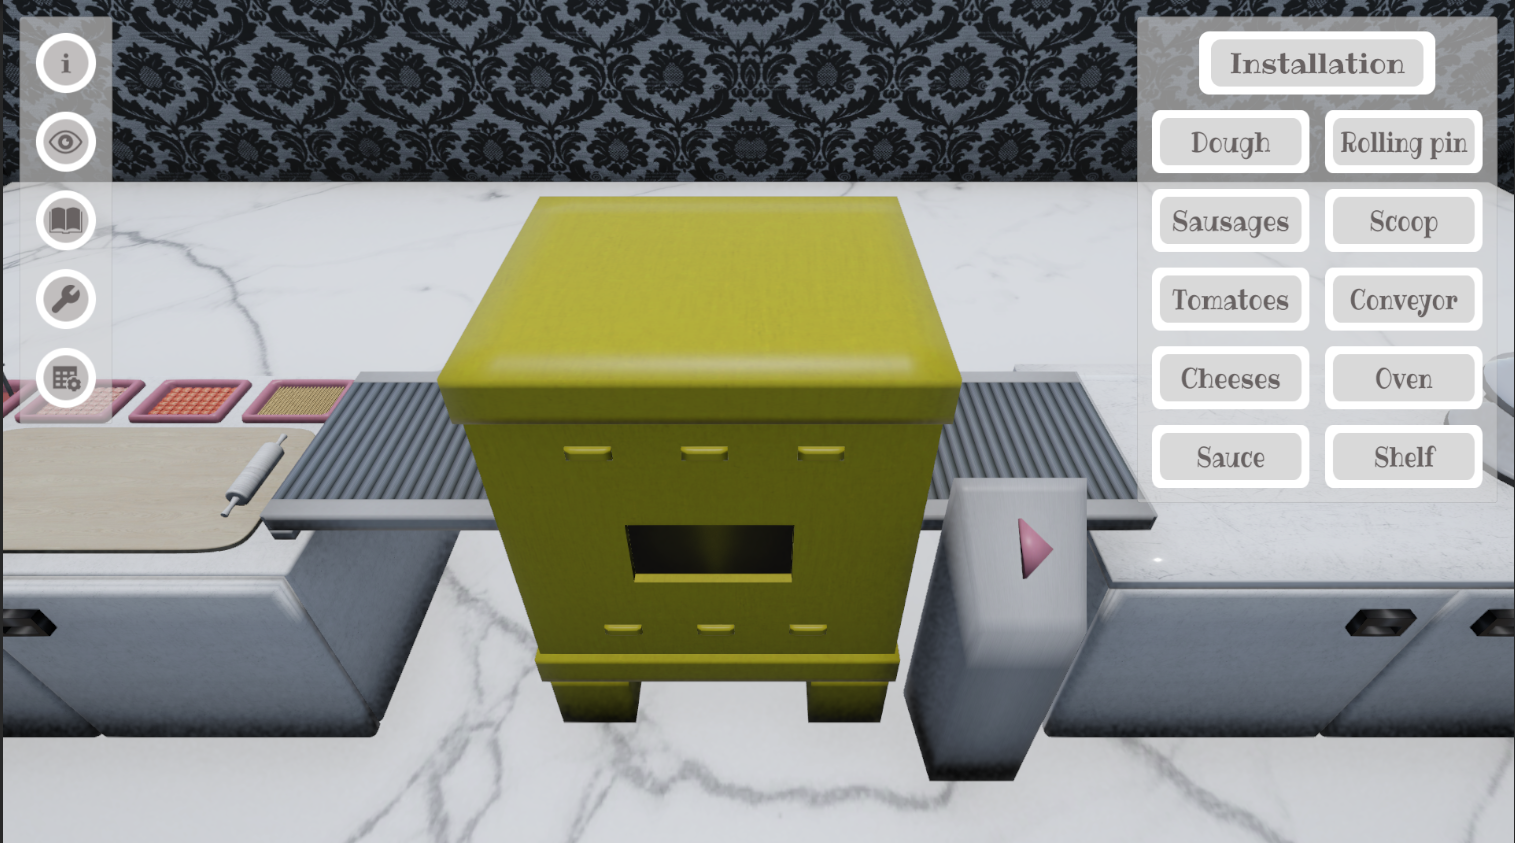 Installation
Dough
Rolling pin
Sausages
Scoop
Tomatoes
Conveyor
Cheeses
Oven
Sauce
Shelf